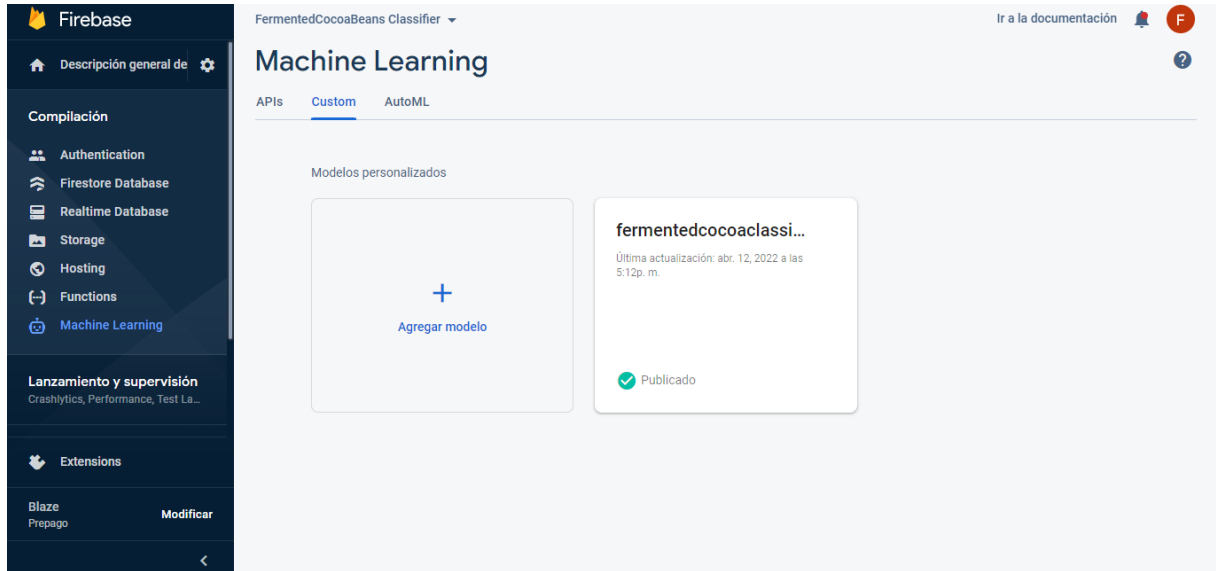 Firebase
Descripción general de
Compilación
Authentication
Firestore Database
Realtime Database
Storage
Hosting
Functions
Machine Learning
Lanzamiento y supervisión
Crashlytics, Performance, Test La...
Extensions
Blaze
Prepago
Modificar
FermentedCocoaBeans Classifier
Ir a la documentación
F
Machine Learning
?
APIs Custom AutoML
Modelos personalizados
+
Agregar modelo
fermentedcocoaclassi...
Última actualización: abr. 12, 2022 a las
5:12p. m.
Publicado